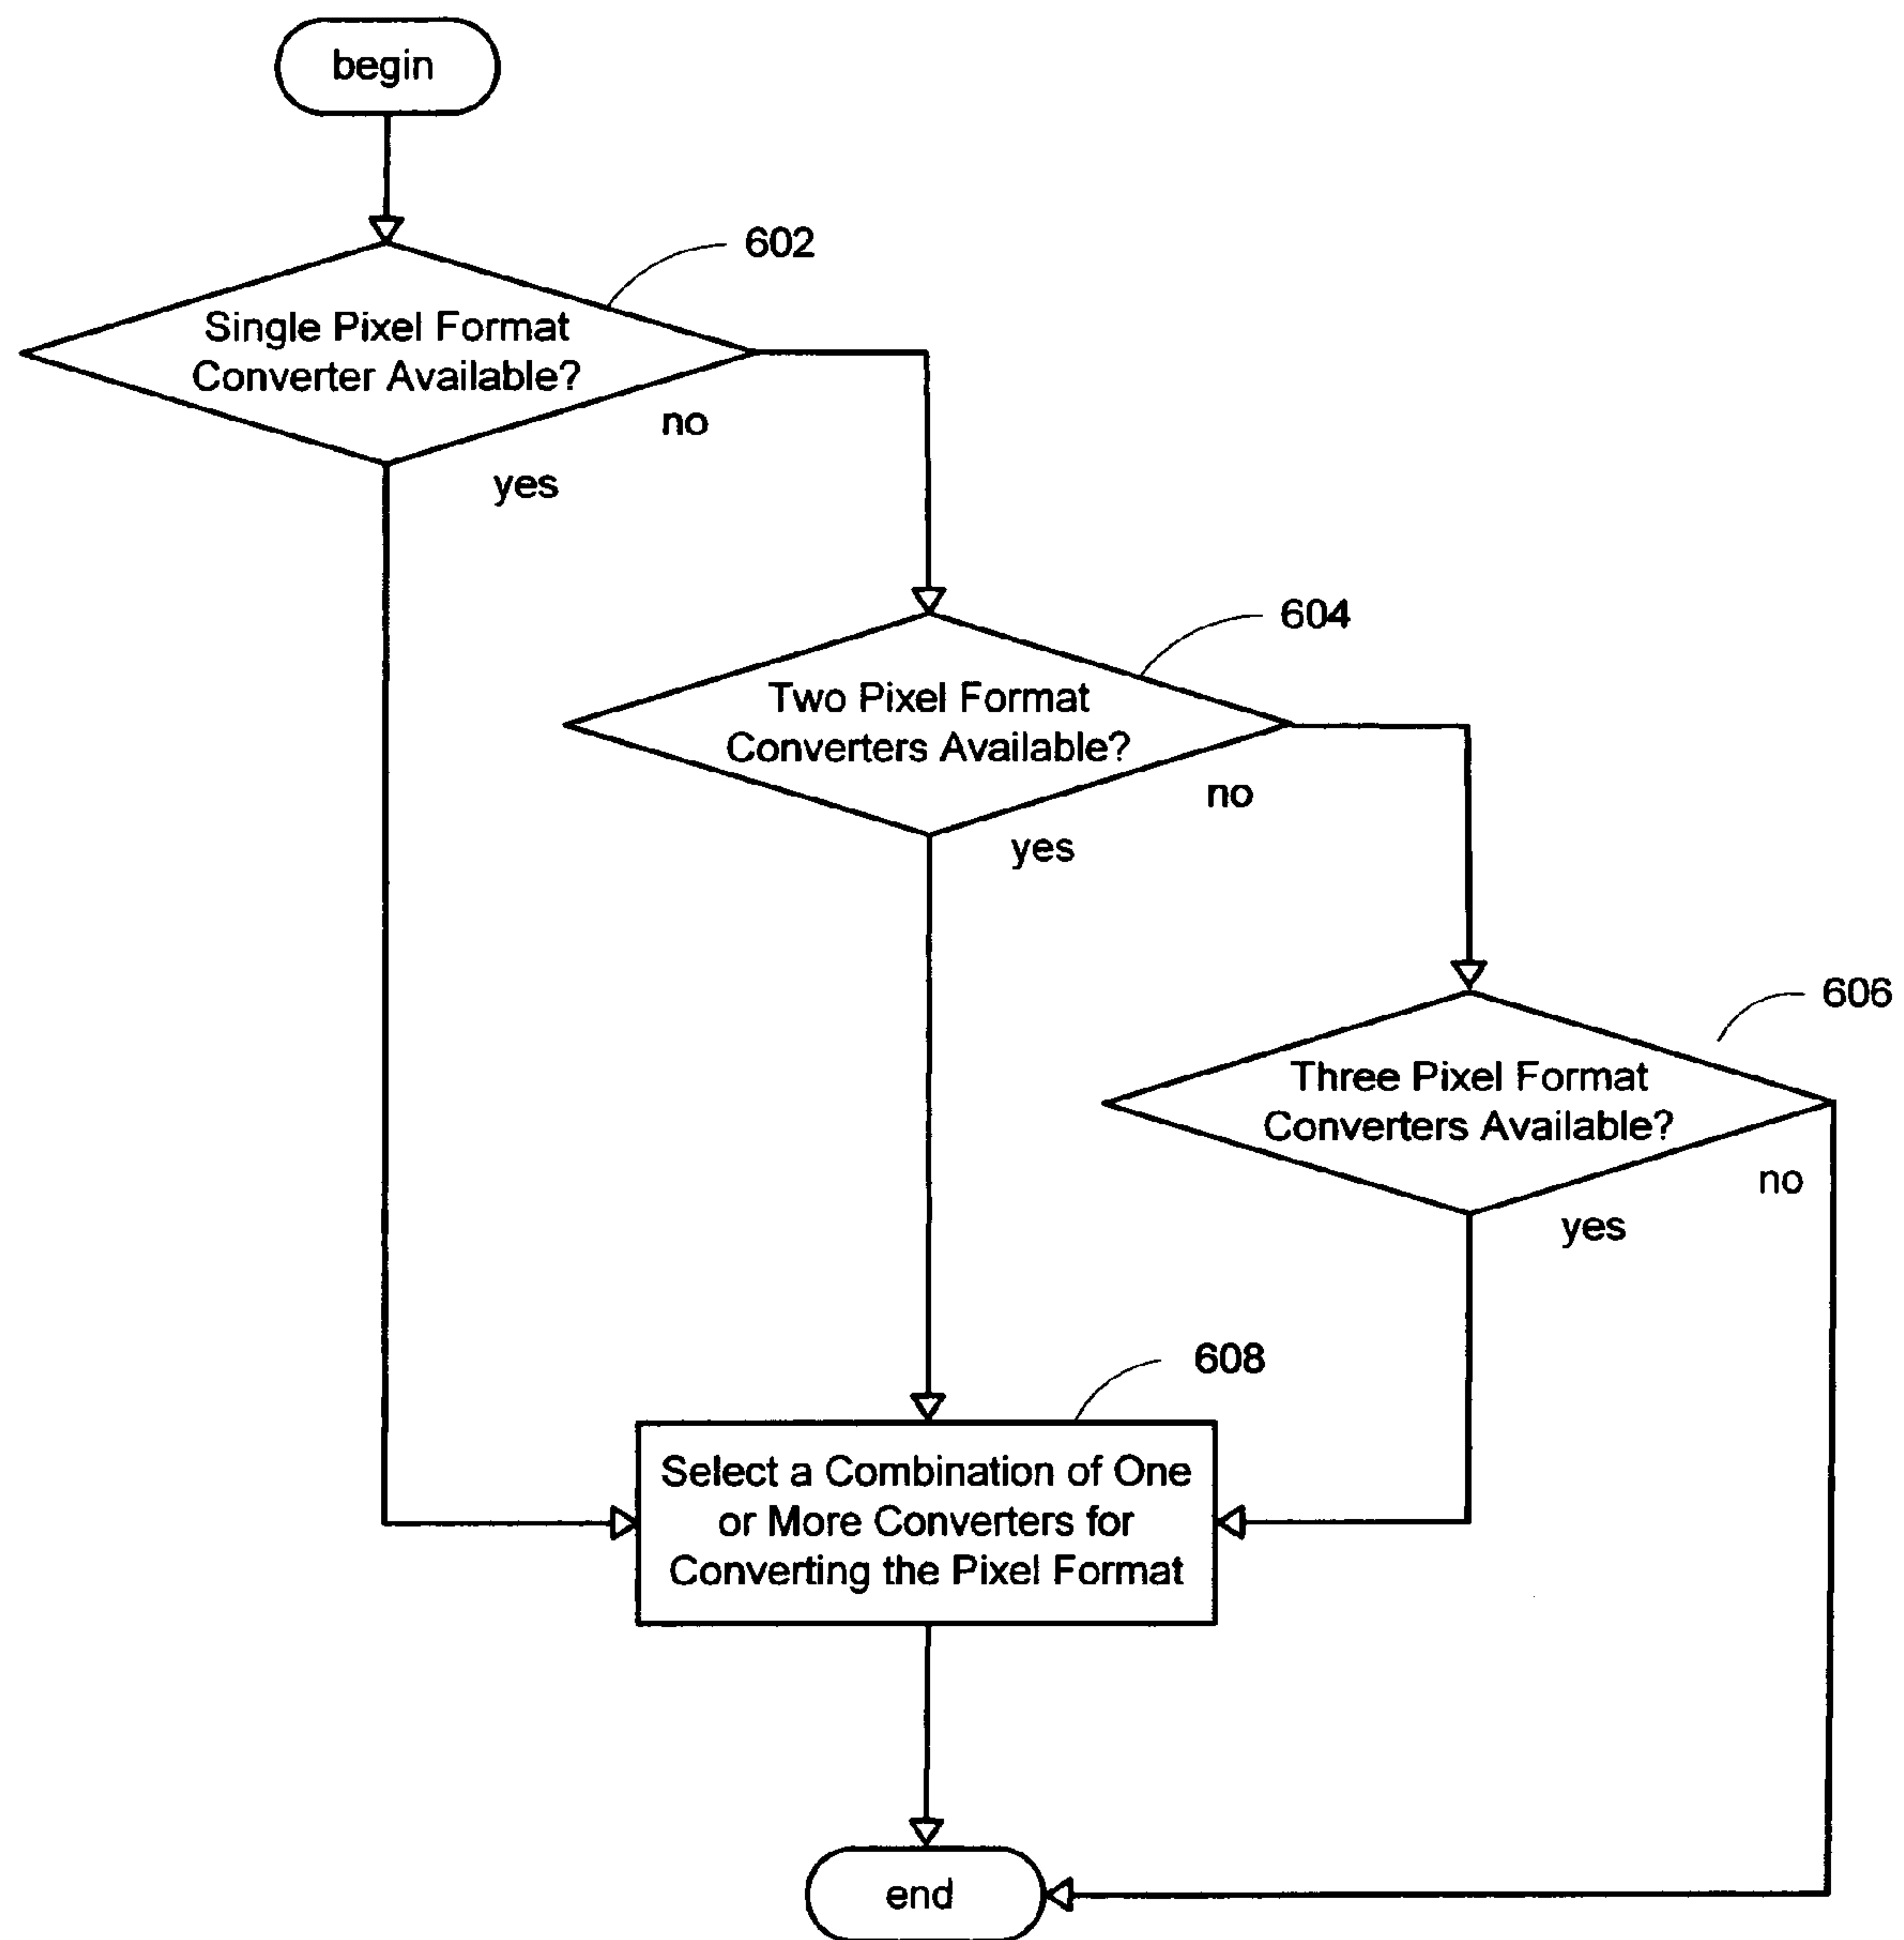 begin
602
Single Pixel Format
Converter Available?
no
yes
604
Two Pixel Format
Converters Available?
no
yes
606
Three Pixel Format
Converters Available?
no
yes
608
Select a Combination of One
or More Converters for
Converting the Pixel Format
end